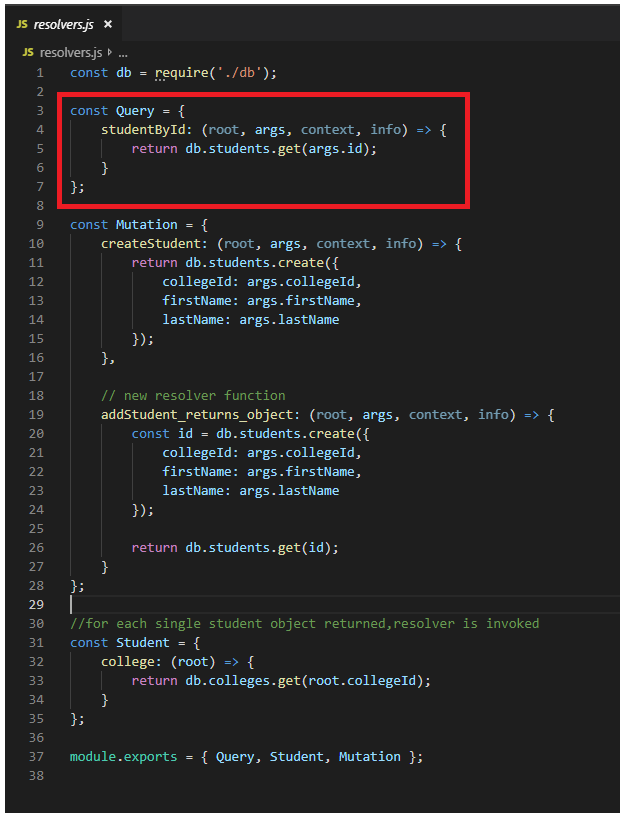 JS resolvers.js ×
JS resolvers.js ▸ ...
1 const db = require('./db');
2
3 const Query = {
4     studentById: (root, args, context, info) => {
5         return db.students.get(args.id);
6     }
7 };
8
9 const Mutation = {
10     createStudent: (root, args, context, info) => {
11         return db.students.create({
12             collegeId: args.collegeId,
13             firstName: args.firstName,
14             lastName: args.lastName
15         });
16     },
17
18     // new resolver function
19     addStudent_returns_object: (root, args, context, info) => {
20         const id = db.students.create({
21             collegeId: args.collegeId,
22             firstName: args.firstName,
23             lastName: args.lastName
24         });
25
26         return db.students.get(id);
27     }
28 };
29
30 //for each single student object returned,resolver is invoked
31 const Student = {
32     college: (root) => {
33         return db.colleges.get(root.collegeId);
34     }
35 };
36
37 module.exports = { Query, Student, Mutation };
38